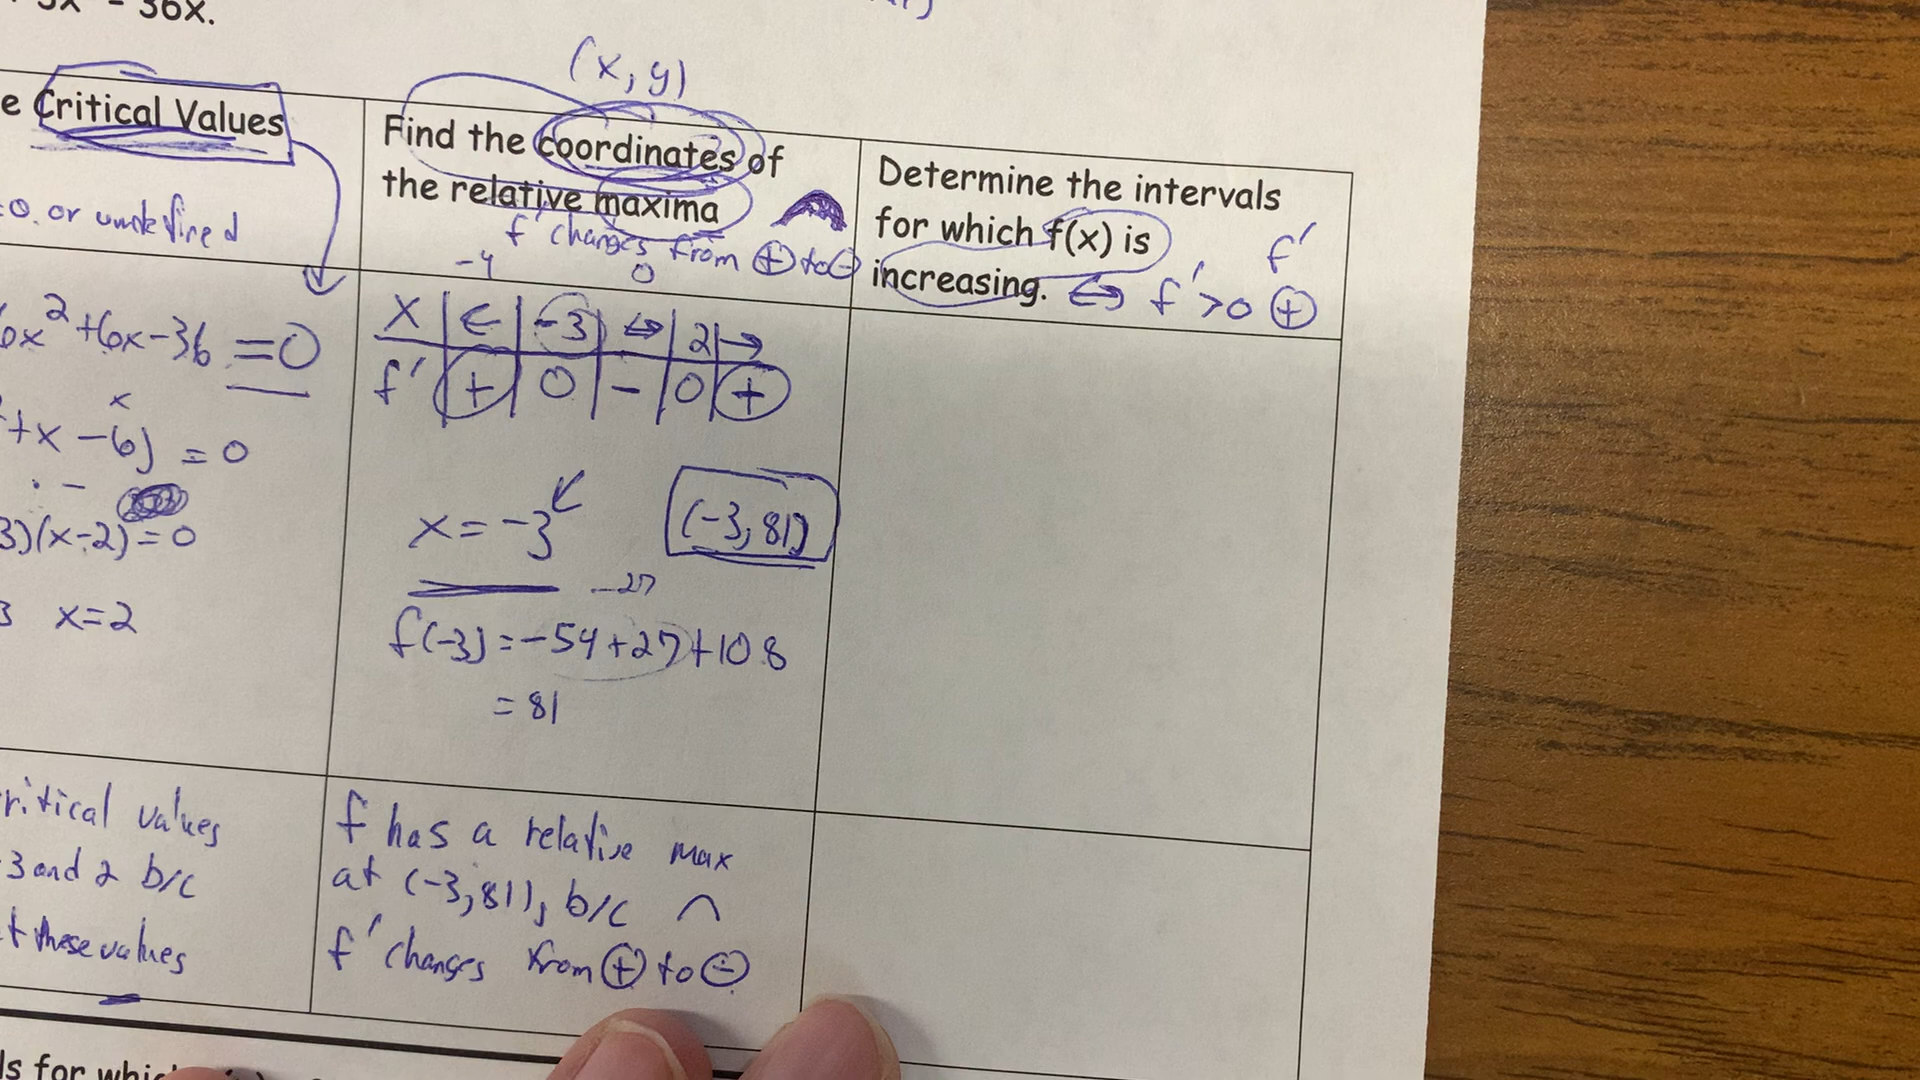 - 36x.
(x, y)
e Critical Values
=0 or undefined
Find the coordinates of
the relative maxima
f' changes from + to -
-4 0
Determine the intervals
for which f(x) is
increasing. ↔ f' > 0 +
f'
6x² + 6x - 36 = 0
+ x - 6) = 0
3)(x - 2) = 0
3 x = 2
x | ← | -3 | ↔ | 2 | →
f' | + | 0 | - | 0 | +
x = -3
(-3, 81)
-27
f(-3) = -54 + 27 + 108
= 81
critical values
-3 and 2 b/c
at these values
f has a relative max
at (-3, 81), b/c
f' changes from + to -
ls for which